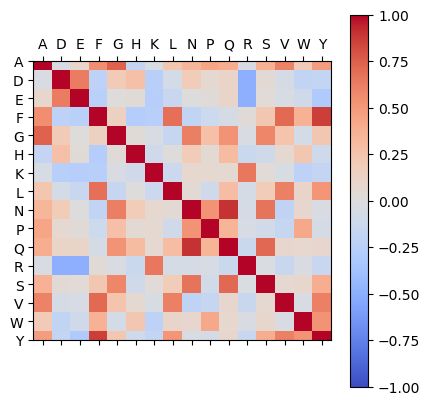 A D E F G H K L N P Q R S V W Y
A
D
E
F
G
H
K
L
N
P
Q
R
S
V
W
Y
1.00
0.75
0.50
0.25
0.00
−0.25
−0.50
−0.75
−1.00